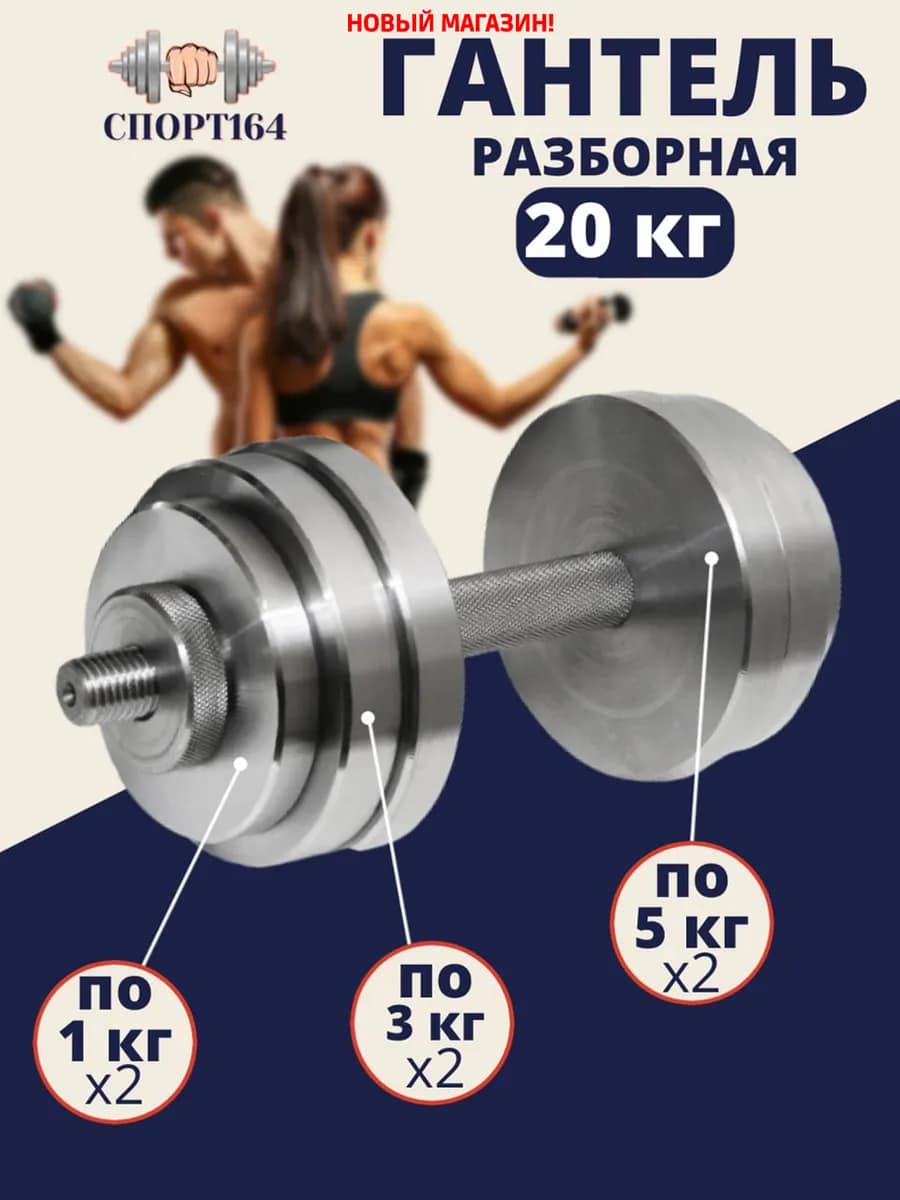 НОВЫЙ МАГАЗИН!
ГАНТЕЛЬ
СПОРТ164
РАЗБОРНАЯ
20 кг
по
5 кг
x2
по
3 кг
x2
по
1 кг
x2